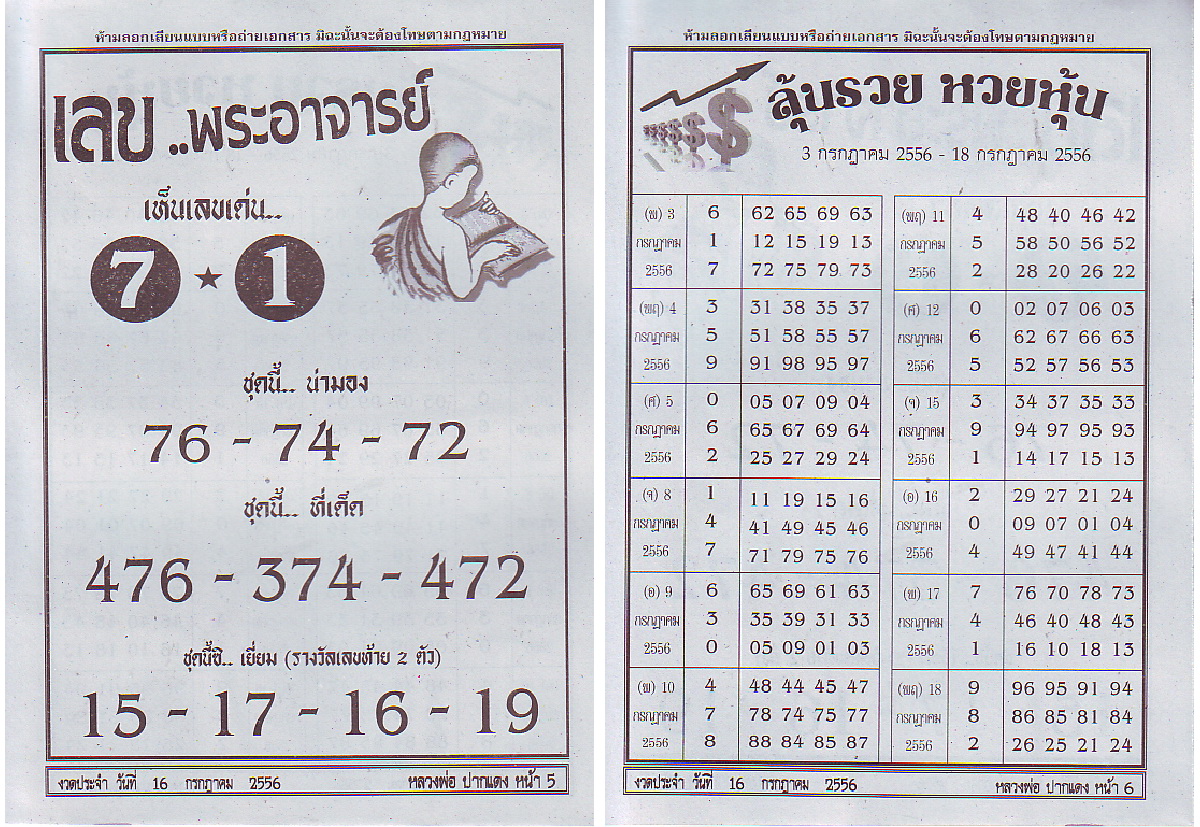 ห้ามลอกเลียนแบบหรือถ่ายเอกสาร มิฉะนั้นจะต้องโทษตามกฎหมาย
เลข..พระอาจารย์
เห็นเลขเด่น..
7 ★ 1
ชุดนี้.. น่ามอง
76 - 74 - 72
ชุดนี้... ที่เด็ด
476 - 374 - 472
ชุดนี้ซิ.. เยี่ยม (รางวัลเลขท้าย 2 ตัว)
15 - 17 - 16 - 19
งวดประจำ วันที่ 16 กรกฎาคม 2556 หลวงพ่อ ปากแดง หน้า 5
ห้ามลอกเลียนแบบหรือถ่ายเอกสาร มิฉะนั้นจะต้องโทษตามกฎหมาย
ลุ้นรวย หวยหุ้น
3 กรกฎาคม 2556 - 18 กรกฎาคม 2556
(พ) 3 6 62 65 69 63
กรกฎาคม 1 12 15 19 13
2556 7 72 75 79 73
(พฤ) 4 3 31 38 35 37
กรกฎาคม 5 51 58 55 57
2556 9 91 98 95 97
(ศ) 5 0 05 07 09 04
กรกฎาคม 6 65 67 69 64
2556 2 25 27 29 24
(จ) 8 1 11 19 15 16
กรกฎาคม 4 41 49 45 46
2556 7 71 79 75 76
(อ) 9 6 65 69 61 63
กรกฎาคม 3 35 39 31 33
2556 0 05 09 01 03
(พ) 10 4 48 44 45 47
กรกฎาคม 7 78 74 75 77
2556 8 88 84 85 87
(พฤ) 11 4 48 40 46 42
กรกฎาคม 5 58 50 56 52
2556 2 28 20 26 22
(ศ) 12 0 02 07 06 03
กรกฎาคม 6 62 67 66 63
2556 5 52 57 56 53
(จ) 15 3 34 37 35 33
กรกฎาคม 9 94 97 95 93
2556 1 14 17 15 13
(อ) 16 2 29 27 21 24
กรกฎาคม 0 09 07 01 04
2556 4 49 47 41 44
(พ) 17 7 76 70 78 73
กรกฎาคม 4 46 40 48 43
2556 1 16 10 18 13
(พฤ) 18 9 96 95 91 94
กรกฎาคม 8 86 85 81 84
2556 2 26 25 21 24
งวดประจำ วันที่ 16 กรกฎาคม 2556 หลวงพ่อ ปากแดง หน้า 6